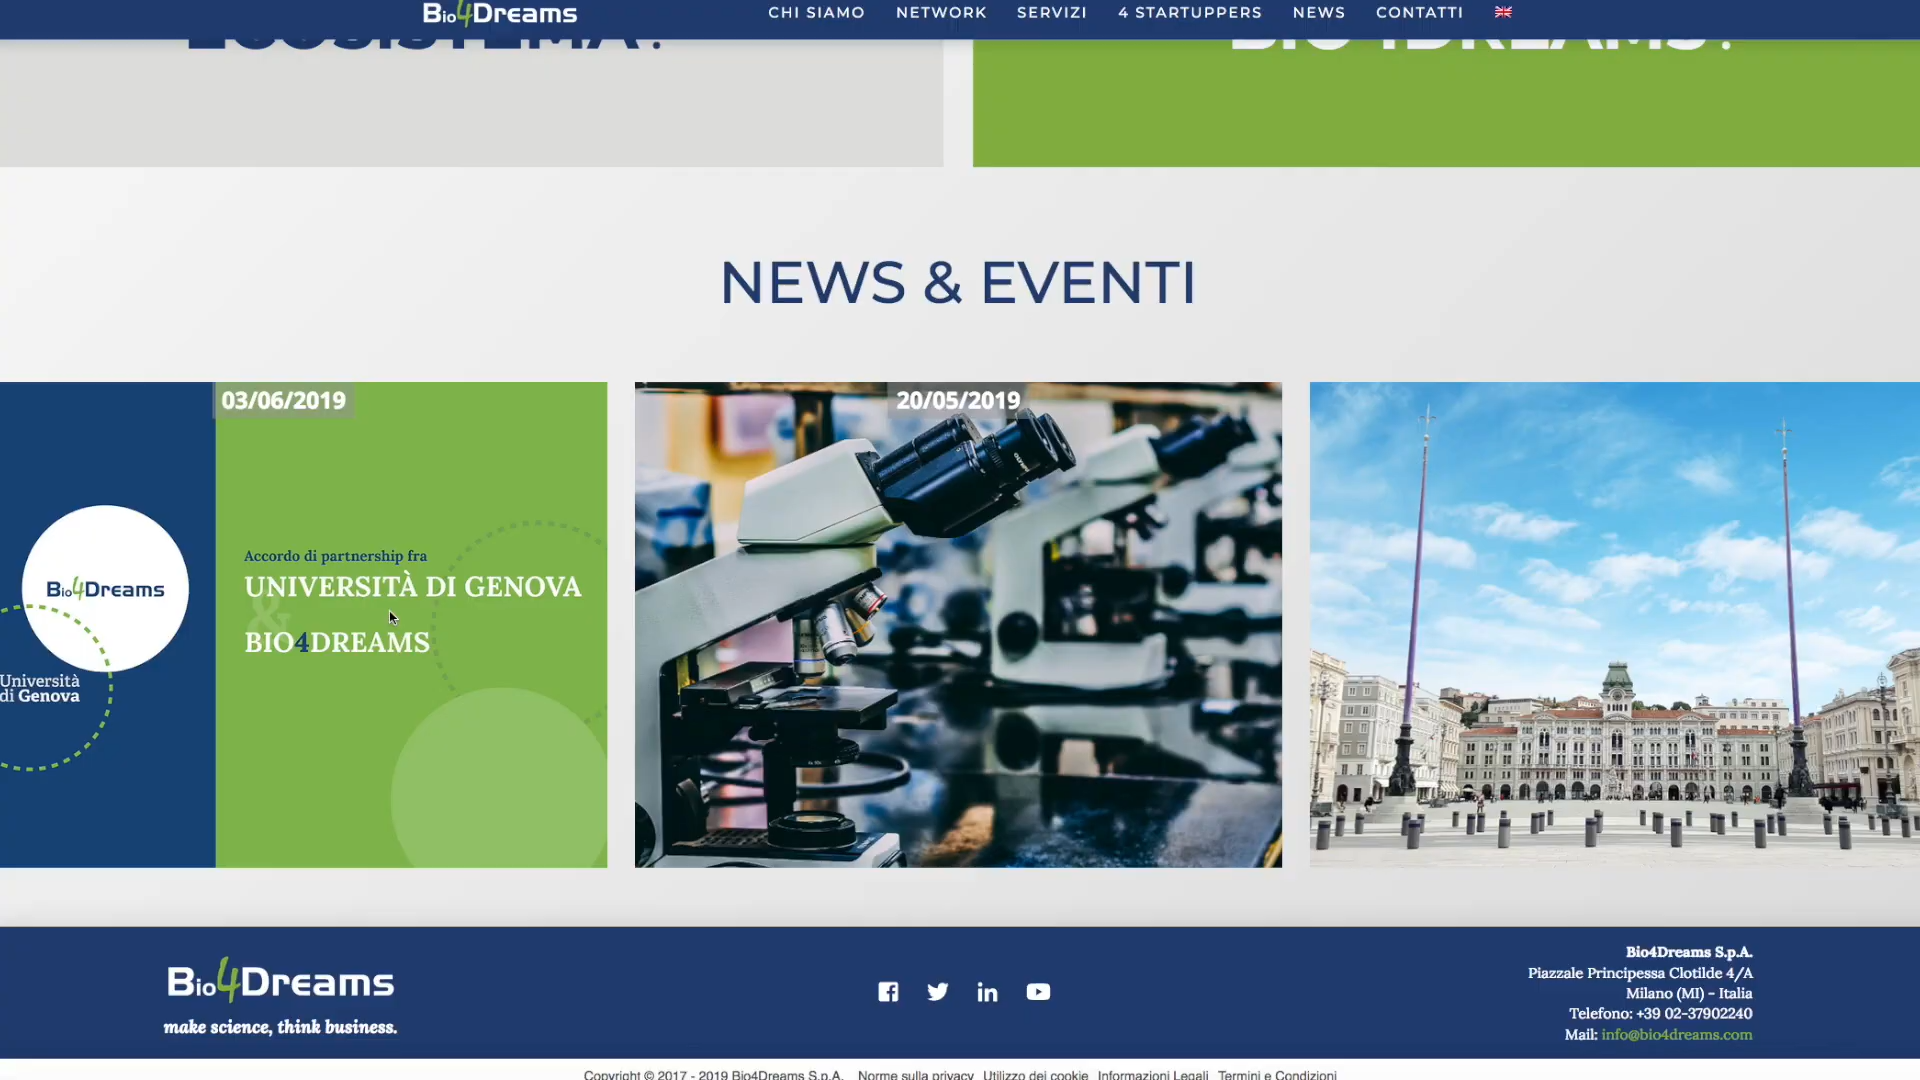 Bio4Dreams
CHI SIAMO NETWORK SERVIZI 4 STARTUPPERS NEWS CONTATTI
ECOSISTEMA?
BIO4DREAMS?
NEWS & EVENTI
03/06/2019
20/05/2019
Bio4Dreams
Università
di Genova
Accordo di partnership fra
UNIVERSITÀ DI GENOVA
&
BIO4DREAMS
Bio4Dreams
make science, think business.
Bio4Dreams S.p.A.
Piazzale Principessa Clotilde 4/A
Milano (MI) - Italia
Telefono: +39 02-37902240
Mail: info@bio4dreams.com
Copyright © 2017 - 2019 Bio4Dreams S.p.A. Norme sulla privacy Utilizzo dei cookie Informazioni Legali Termini e Condizioni